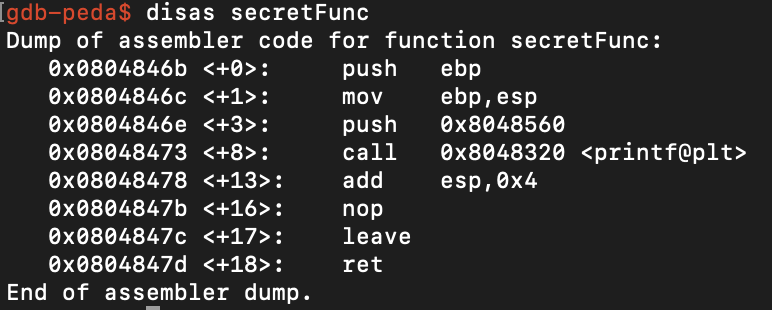 [gdb-peda$ disas secretFunc
Dump of assembler code for function secretFunc:
   0x0804846b <+0>:     push   ebp
   0x0804846c <+1>:     mov    ebp,esp
   0x0804846e <+3>:     push   0x8048560
   0x08048473 <+8>:     call   0x8048320 <printf@plt>
   0x08048478 <+13>:    add    esp,0x4
   0x0804847b <+16>:    nop
   0x0804847c <+17>:    leave
   0x0804847d <+18>:    ret
End of assembler dump.